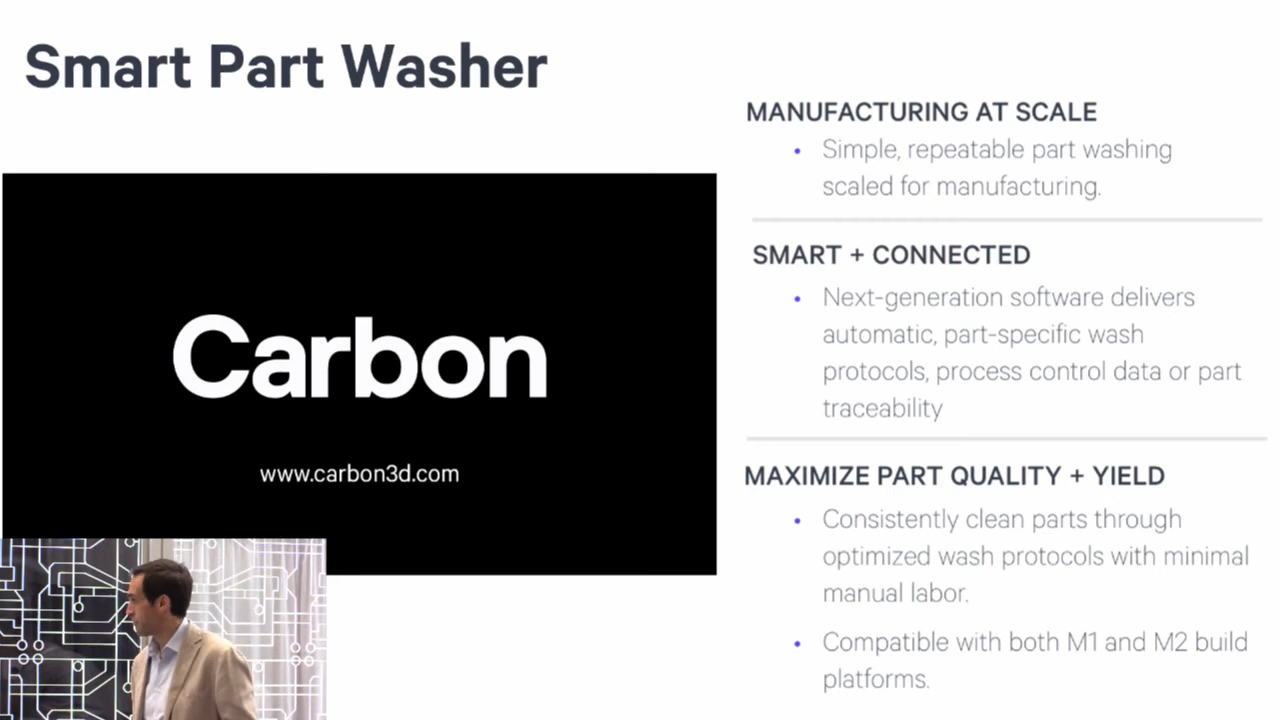 Smart Part Washer
Carbon
www.carbon3d.com
MANUFACTURING AT SCALE
• Simple, repeatable part washing
scaled for manufacturing.
SMART + CONNECTED
• Next-generation software delivers
automatic, part-specific wash
protocols, process control data or part
traceability
MAXIMIZE PART QUALITY + YIELD
• Consistently clean parts through
optimized wash protocols with minimal
manual labor.
• Compatible with both M1 and M2 build
platforms.